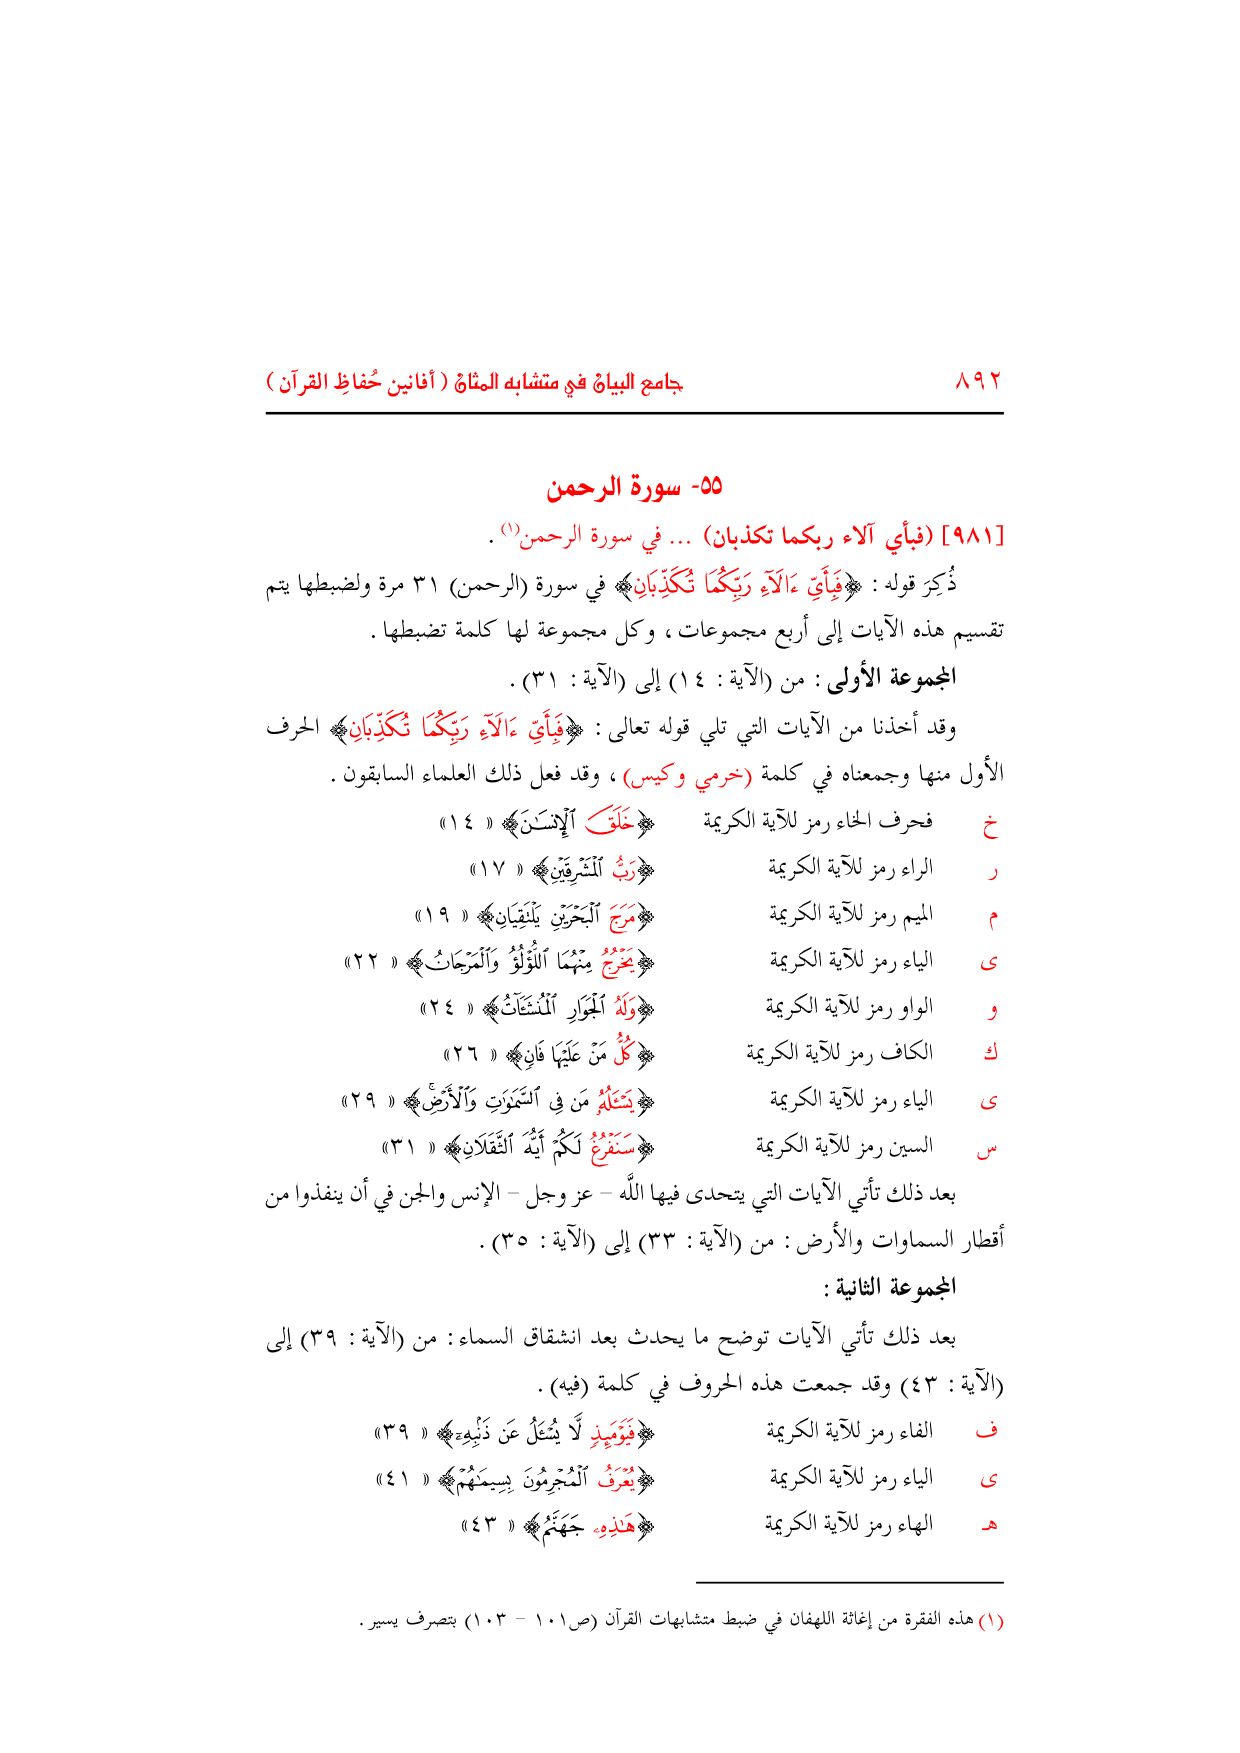 ٨٩٢ جامع البيان في متشابه المثان ( أفانين حُفاظِ القرآن )
٥٥- سورة الرحمن
[٩٨١] (فبأي آلاء ربكما تكذبان) ... في سورة الرحمن(١) .
ذُكِرَ قوله : ﴿فَبِأَيِّ ءَالَآءِ رَبِّكُمَا تُكَذِّبَانِ﴾ في سورة (الرحمن) ٣١ مرة ولضبطها يتم
تقسيم هذه الآيات إلى أربع مجموعات ، وكل مجموعة لها كلمة تضبطها .
المجموعة الأولى : من (الآية : ١٤) إلى (الآية : ٣١) .
وقد أخذنا من الآيات التي تلي قوله تعالى : ﴿فَبِأَيِّ ءَالَآءِ رَبِّكُمَا تُكَذِّبَانِ﴾ الحرف
الأول منها وجمعناه في كلمة (خرمي وكيس) ، وقد فعل ذلك العلماء السابقون .
خ فحرف الخاء رمز للآية الكريمة ﴿خَلَقَ ٱلْإِنسَـٰنَ﴾ « ١٤»
ر الراء رمز للآية الكريمة ﴿رَبُّ ٱلْمَشْرِقَيْنِ﴾ « ١٧»
م الميم رمز للآية الكريمة ﴿مَرَجَ ٱلْبَحْرَيْنِ يَلْتَقِيَانِ﴾ « ١٩»
ى الياء رمز للآية الكريمة ﴿يَخْرُجُ مِنْهُمَا ٱللُّؤْلُؤُ وَٱلْمَرْجَانُ﴾ « ٢٢»
و الواو رمز للآية الكريمة ﴿وَلَهُ ٱلْجَوَارِ ٱلْمُنشَـَٔاتُ﴾ « ٢٤»
ك الكاف رمز للآية الكريمة ﴿كُلُّ مَنْ عَلَيْهَا فَانٍ﴾ « ٢٦»
ى الياء رمز للآية الكريمة ﴿يَسْـَٔلُهُۥ مَن فِى ٱلسَّمَـٰوَٰتِ وَٱلْأَرْضِ ۚ﴾ « ٢٩»
س السين رمز للآية الكريمة ﴿سَنَفْرُغُ لَكُمْ أَيُّهَ ٱلثَّقَلَانِ﴾ « ٣١»
بعد ذلك تأتي الآيات التي يتحدى فيها اللَّه – عز وجل – الإنس والجن في أن ينفذوا من
أقطار السماوات والأرض : من (الآية : ٣٣) إلى (الآية : ٣٥) .
المجموعة الثانية :
بعد ذلك تأتي الآيات توضح ما يحدث بعد انشقاق السماء : من (الآية : ٣٩) إلى
(الآية : ٤٣) وقد جمعت هذه الحروف في كلمة (فيه) .
ف الفاء رمز للآية الكريمة ﴿فَيَوْمَئِذٍ لَّا يُسْـَٔلُ عَن ذَنۢبِهِۦٓ﴾ « ٣٩»
ى الياء رمز للآية الكريمة ﴿يُعْرَفُ ٱلْمُجْرِمُونَ بِسِيمَـٰهُمْ﴾ « ٤١»
هـ الهاء رمز للآية الكريمة ﴿هَـٰذِهِۦ جَهَنَّمُ﴾ « ٤٣»
(١) هذه الفقرة من إغاثة اللهفان في ضبط متشابهات القرآن (ص١٠١ – ١٠٣) بتصرف يسير .